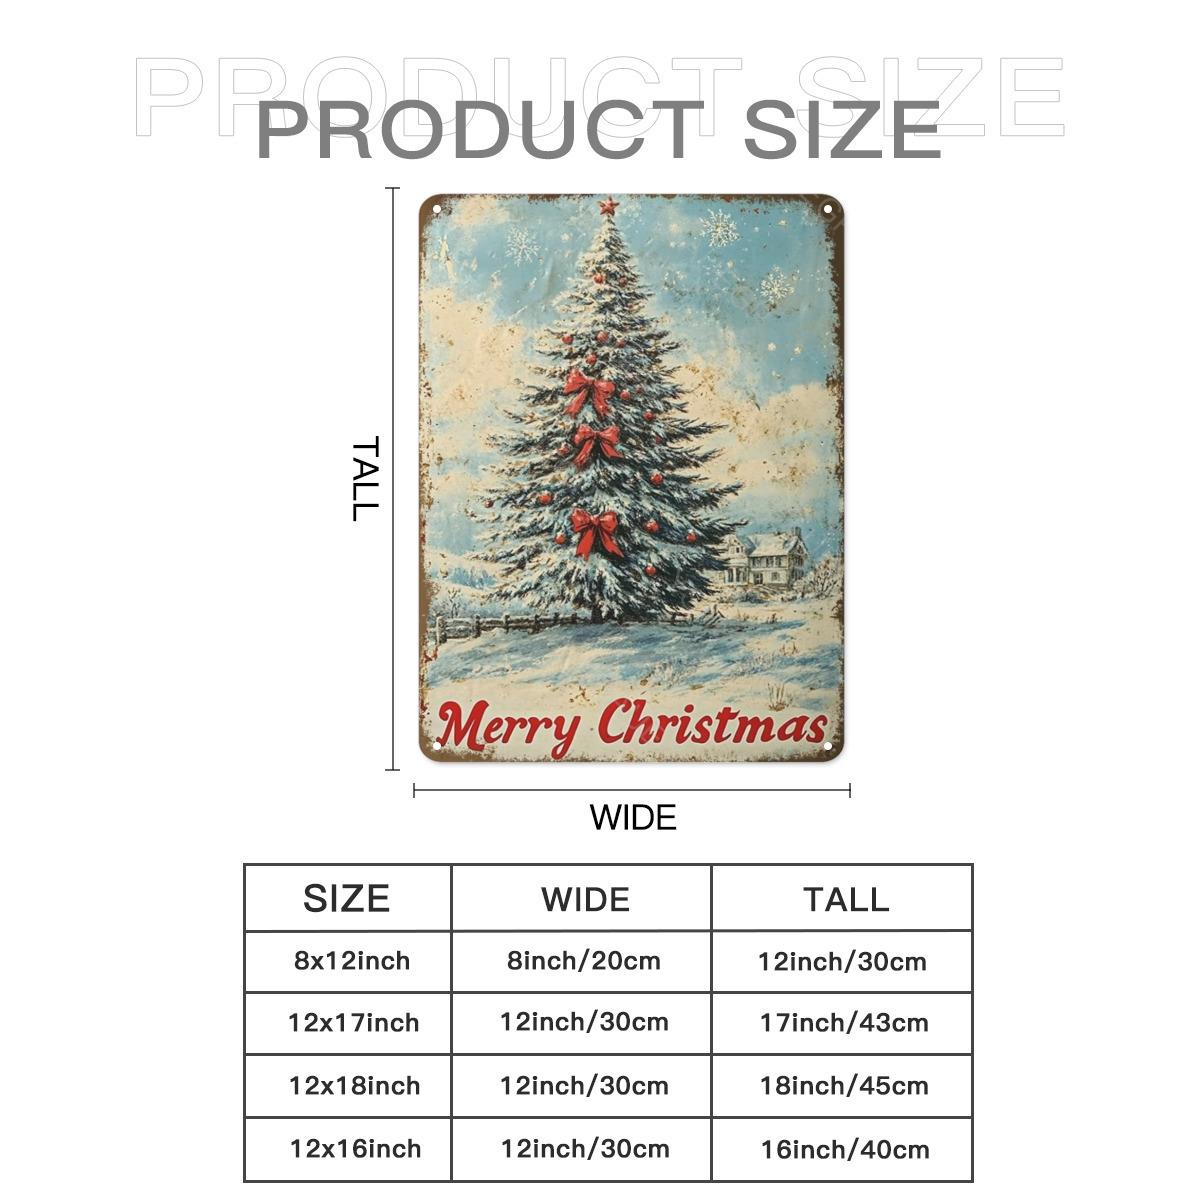 PRODUCT SIZE
PRODUCT SIZE
TALL
Merry Christmas
WIDE
SIZE WIDE TALL
8x12inch 8inch/20cm 12inch/30cm
12x17inch 12inch/30cm 17inch/43cm
12x18inch 12inch/30cm 18inch/45cm
12x16inch 12inch/30cm 16inch/40cm